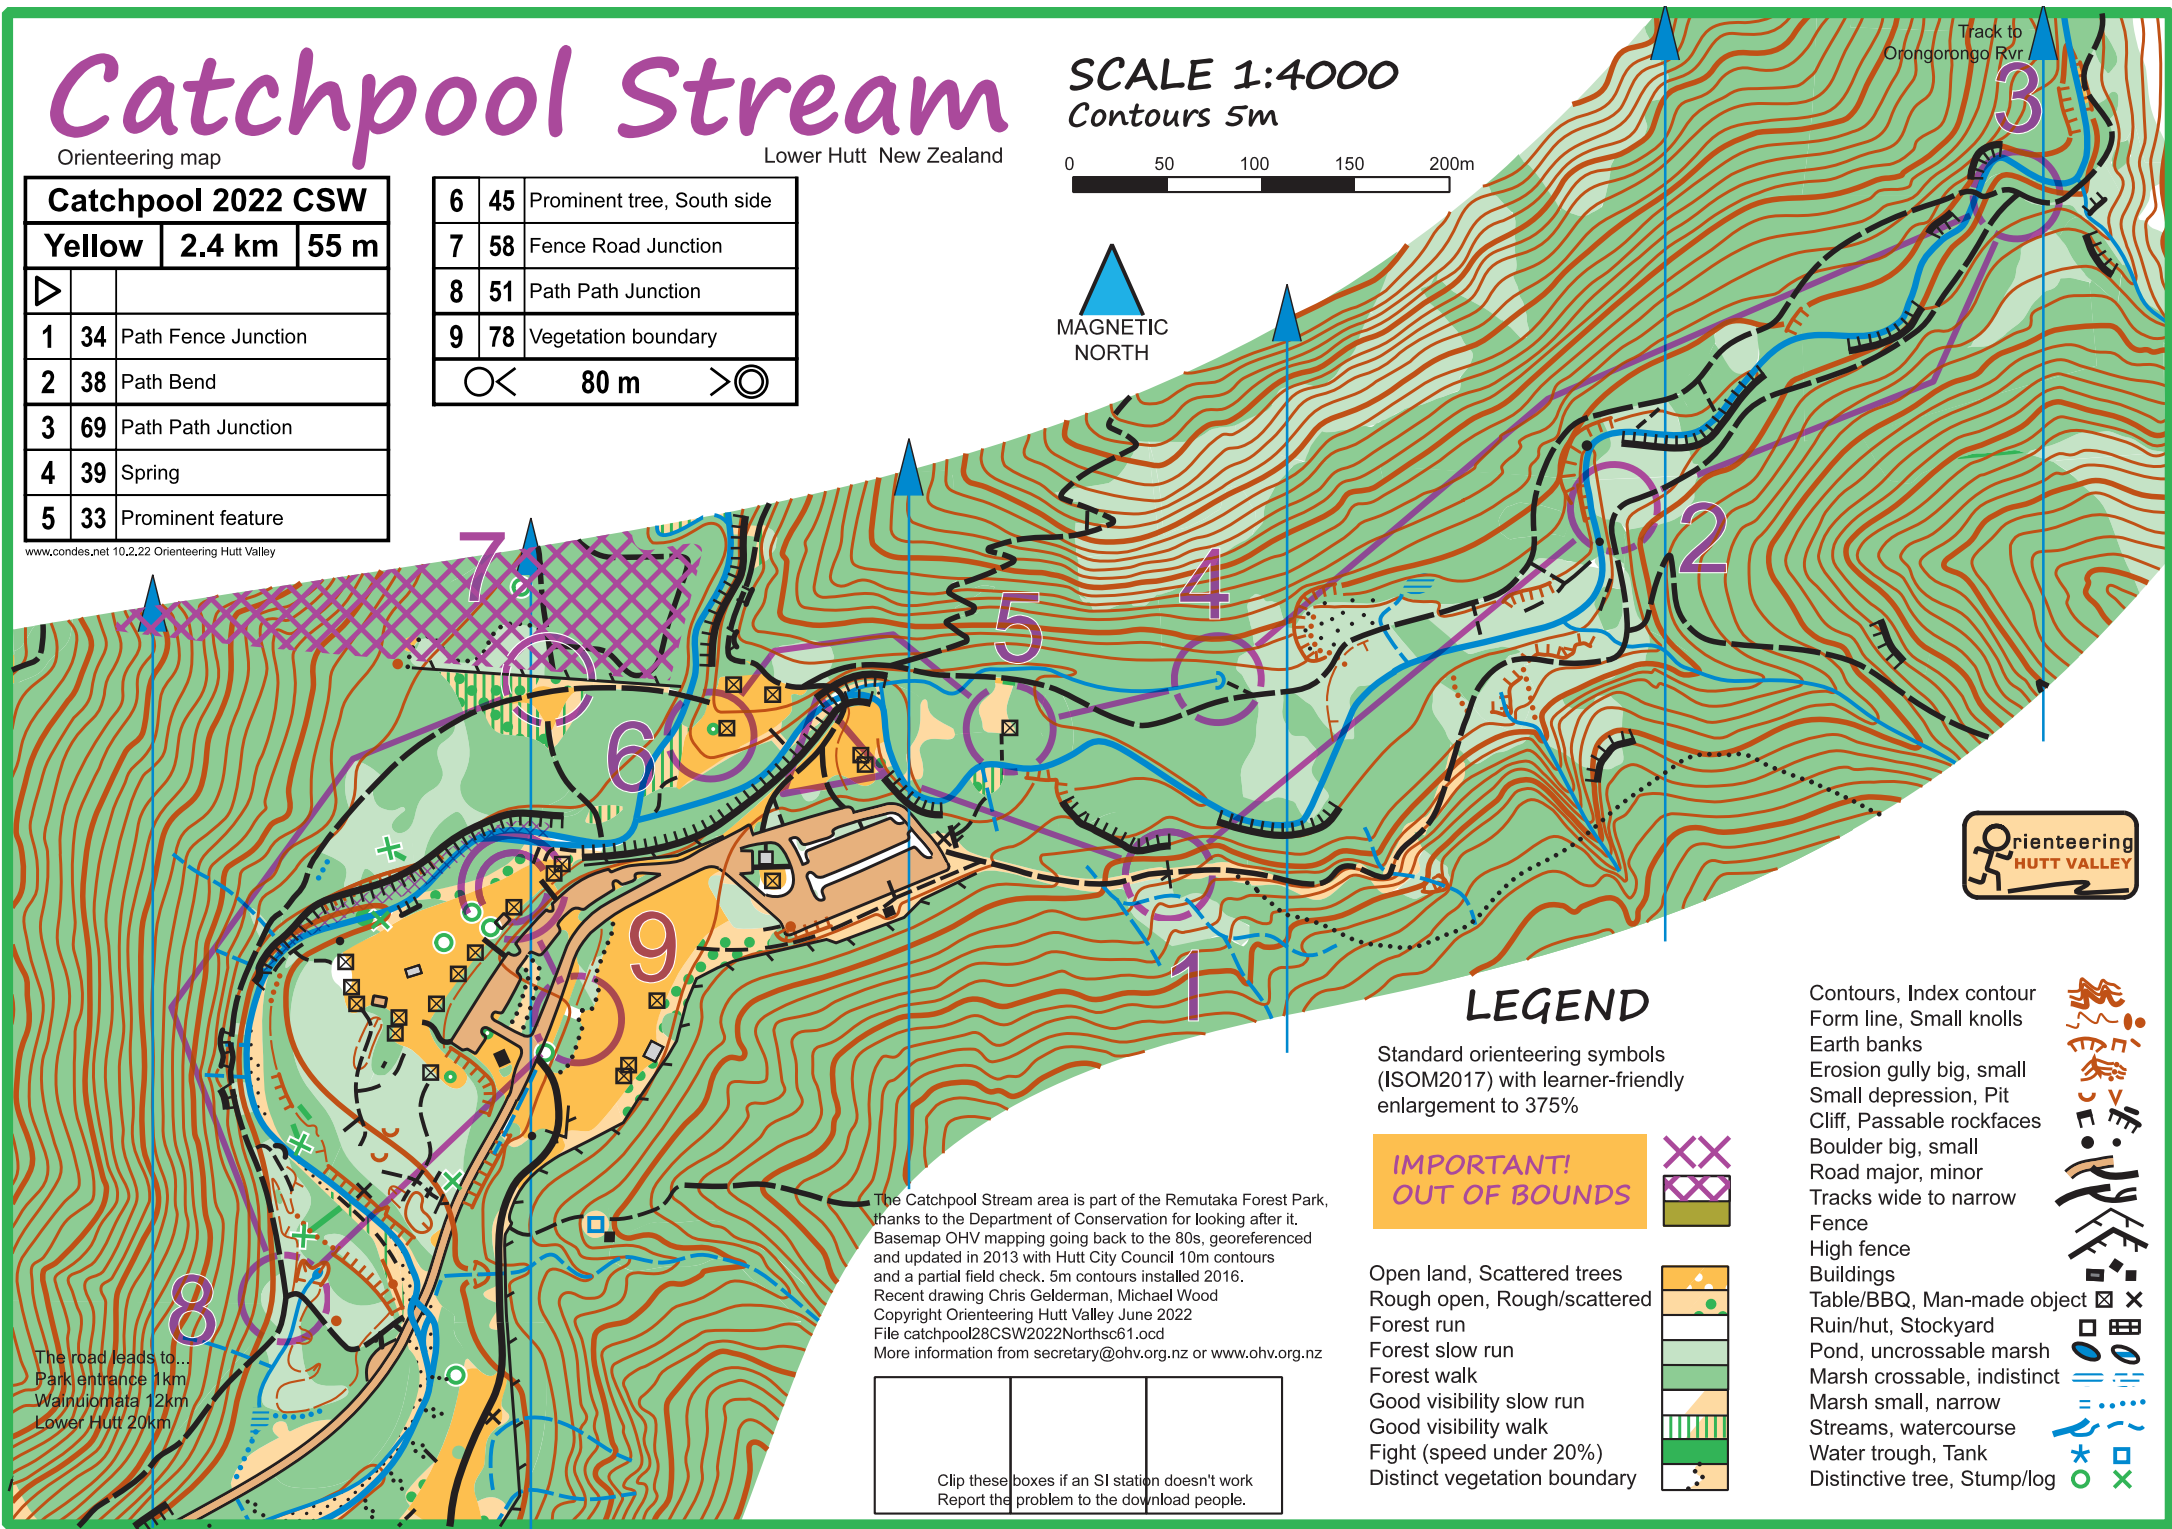 Catchpool Stream
Orienteering map
Lower Hutt New Zealand
SCALE 1:4000
Contours 5m
0 50 100 150 200m
MAGNETIC
NORTH
Track to
Orongorongo Rvr
Catchpool 2022 CSW
Yellow 2.4 km 55 m
1 34 Path Fence Junction
2 38 Path Bend
3 69 Path Path Junction
4 39 Spring
5 33 Prominent feature
6 45 Prominent tree, South side
7 58 Fence Road Junction
8 51 Path Path Junction
9 78 Vegetation boundary
80 m
www.condes.net 10.2.22 Orienteering Hutt Valley
3
7
4
5
2
6
9
1
8
Orienteering
HUTT VALLEY
The road leads to...
Park entrance 1km
Wainuiomata 12km
Lower Hutt 20km
The Catchpool Stream area is part of the Remutaka Forest Park,
thanks to the Department of Conservation for looking after it.
Basemap OHV mapping going back to the 80s, georeferenced
and updated in 2013 with Hutt City Council 10m contours
and a partial field check. 5m contours installed 2016.
Recent drawing Chris Gelderman, Michael Wood
Copyright Orienteering Hutt Valley June 2022
File catchpool28CSW2022Northsc61.ocd
More information from secretary@ohv.org.nz or www.ohv.org.nz
Clip these boxes if an SI station doesn't work
Report the problem to the download people.
LEGEND
Standard orienteering symbols
(ISOM2017) with learner-friendly
enlargement to 375%
IMPORTANT!
OUT OF BOUNDS
Open land, Scattered trees
Rough open, Rough/scattered
Forest run
Forest slow run
Forest walk
Good visibility slow run
Good visibility walk
Fight (speed under 20%)
Distinct vegetation boundary
Contours, Index contour
Form line, Small knolls
Earth banks
Erosion gully big, small
Small depression, Pit
Cliff, Passable rockfaces
Boulder big, small
Road major, minor
Tracks wide to narrow
Fence
High fence
Buildings
Table/BBQ, Man-made object
Ruin/hut, Stockyard
Pond, uncrossable marsh
Marsh crossable, indistinct
Marsh small, narrow
Streams, watercourse
Water trough, Tank
Distinctive tree, Stump/log